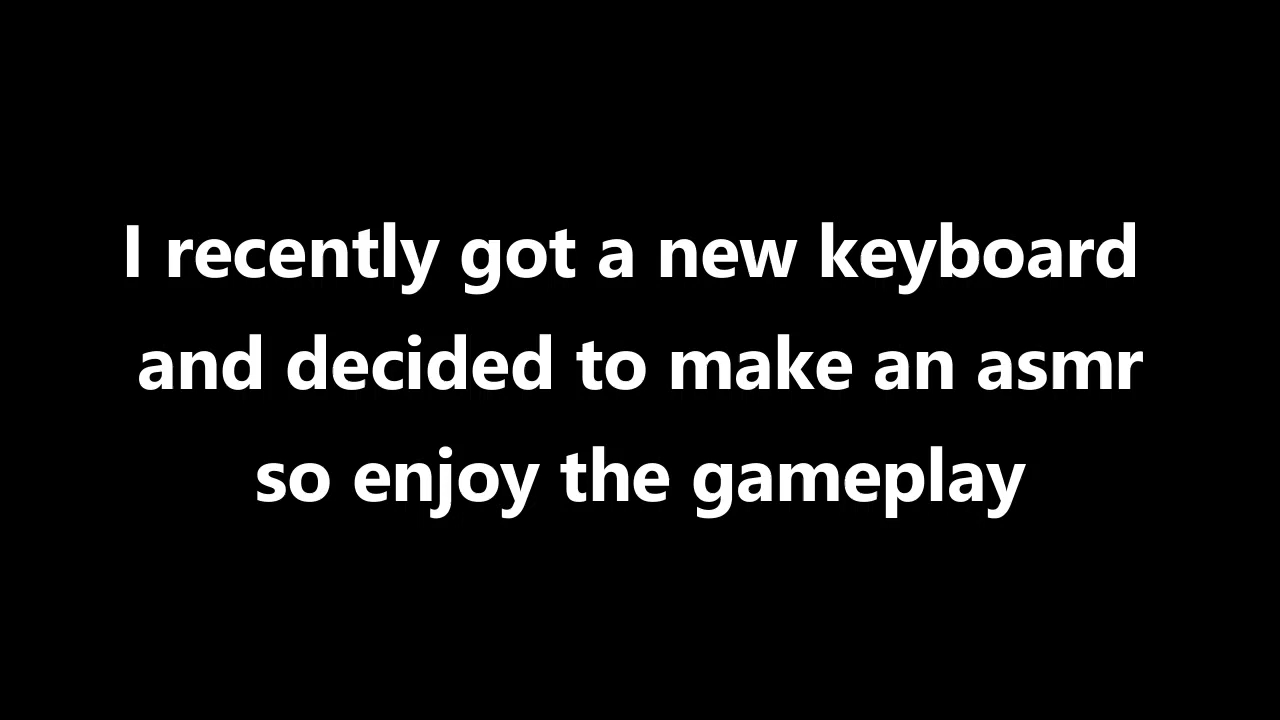 I recently got a new keyboard
and decided to make an asmr
so enjoy the gameplay